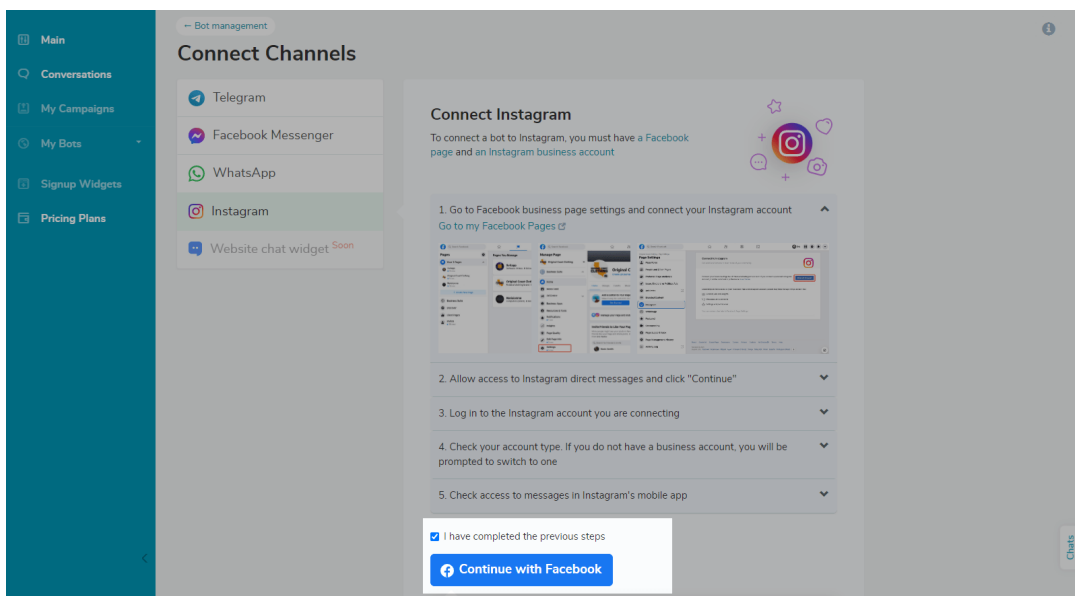 Main
Conversations
My Campaigns
My Bots
Signup Widgets
Pricing Plans
← Bot management
Connect Channels
Telegram
Facebook Messenger
WhatsApp
Instagram
Website chat widget Soon
Connect Instagram
To connect a bot to Instagram, you must have a Facebook
page and an Instagram business account
1. Go to Facebook business page settings and connect your Instagram account
Go to my Facebook Pages
Pages
Manage Page
Page Settings
2. Allow access to Instagram direct messages and click "Continue"
3. Log in to the Instagram account you are connecting
4. Check your account type. If you do not have a business account, you will be
prompted to switch to one
5. Check access to messages in Instagram's mobile app
I have completed the previous steps
Continue with Facebook
Chats